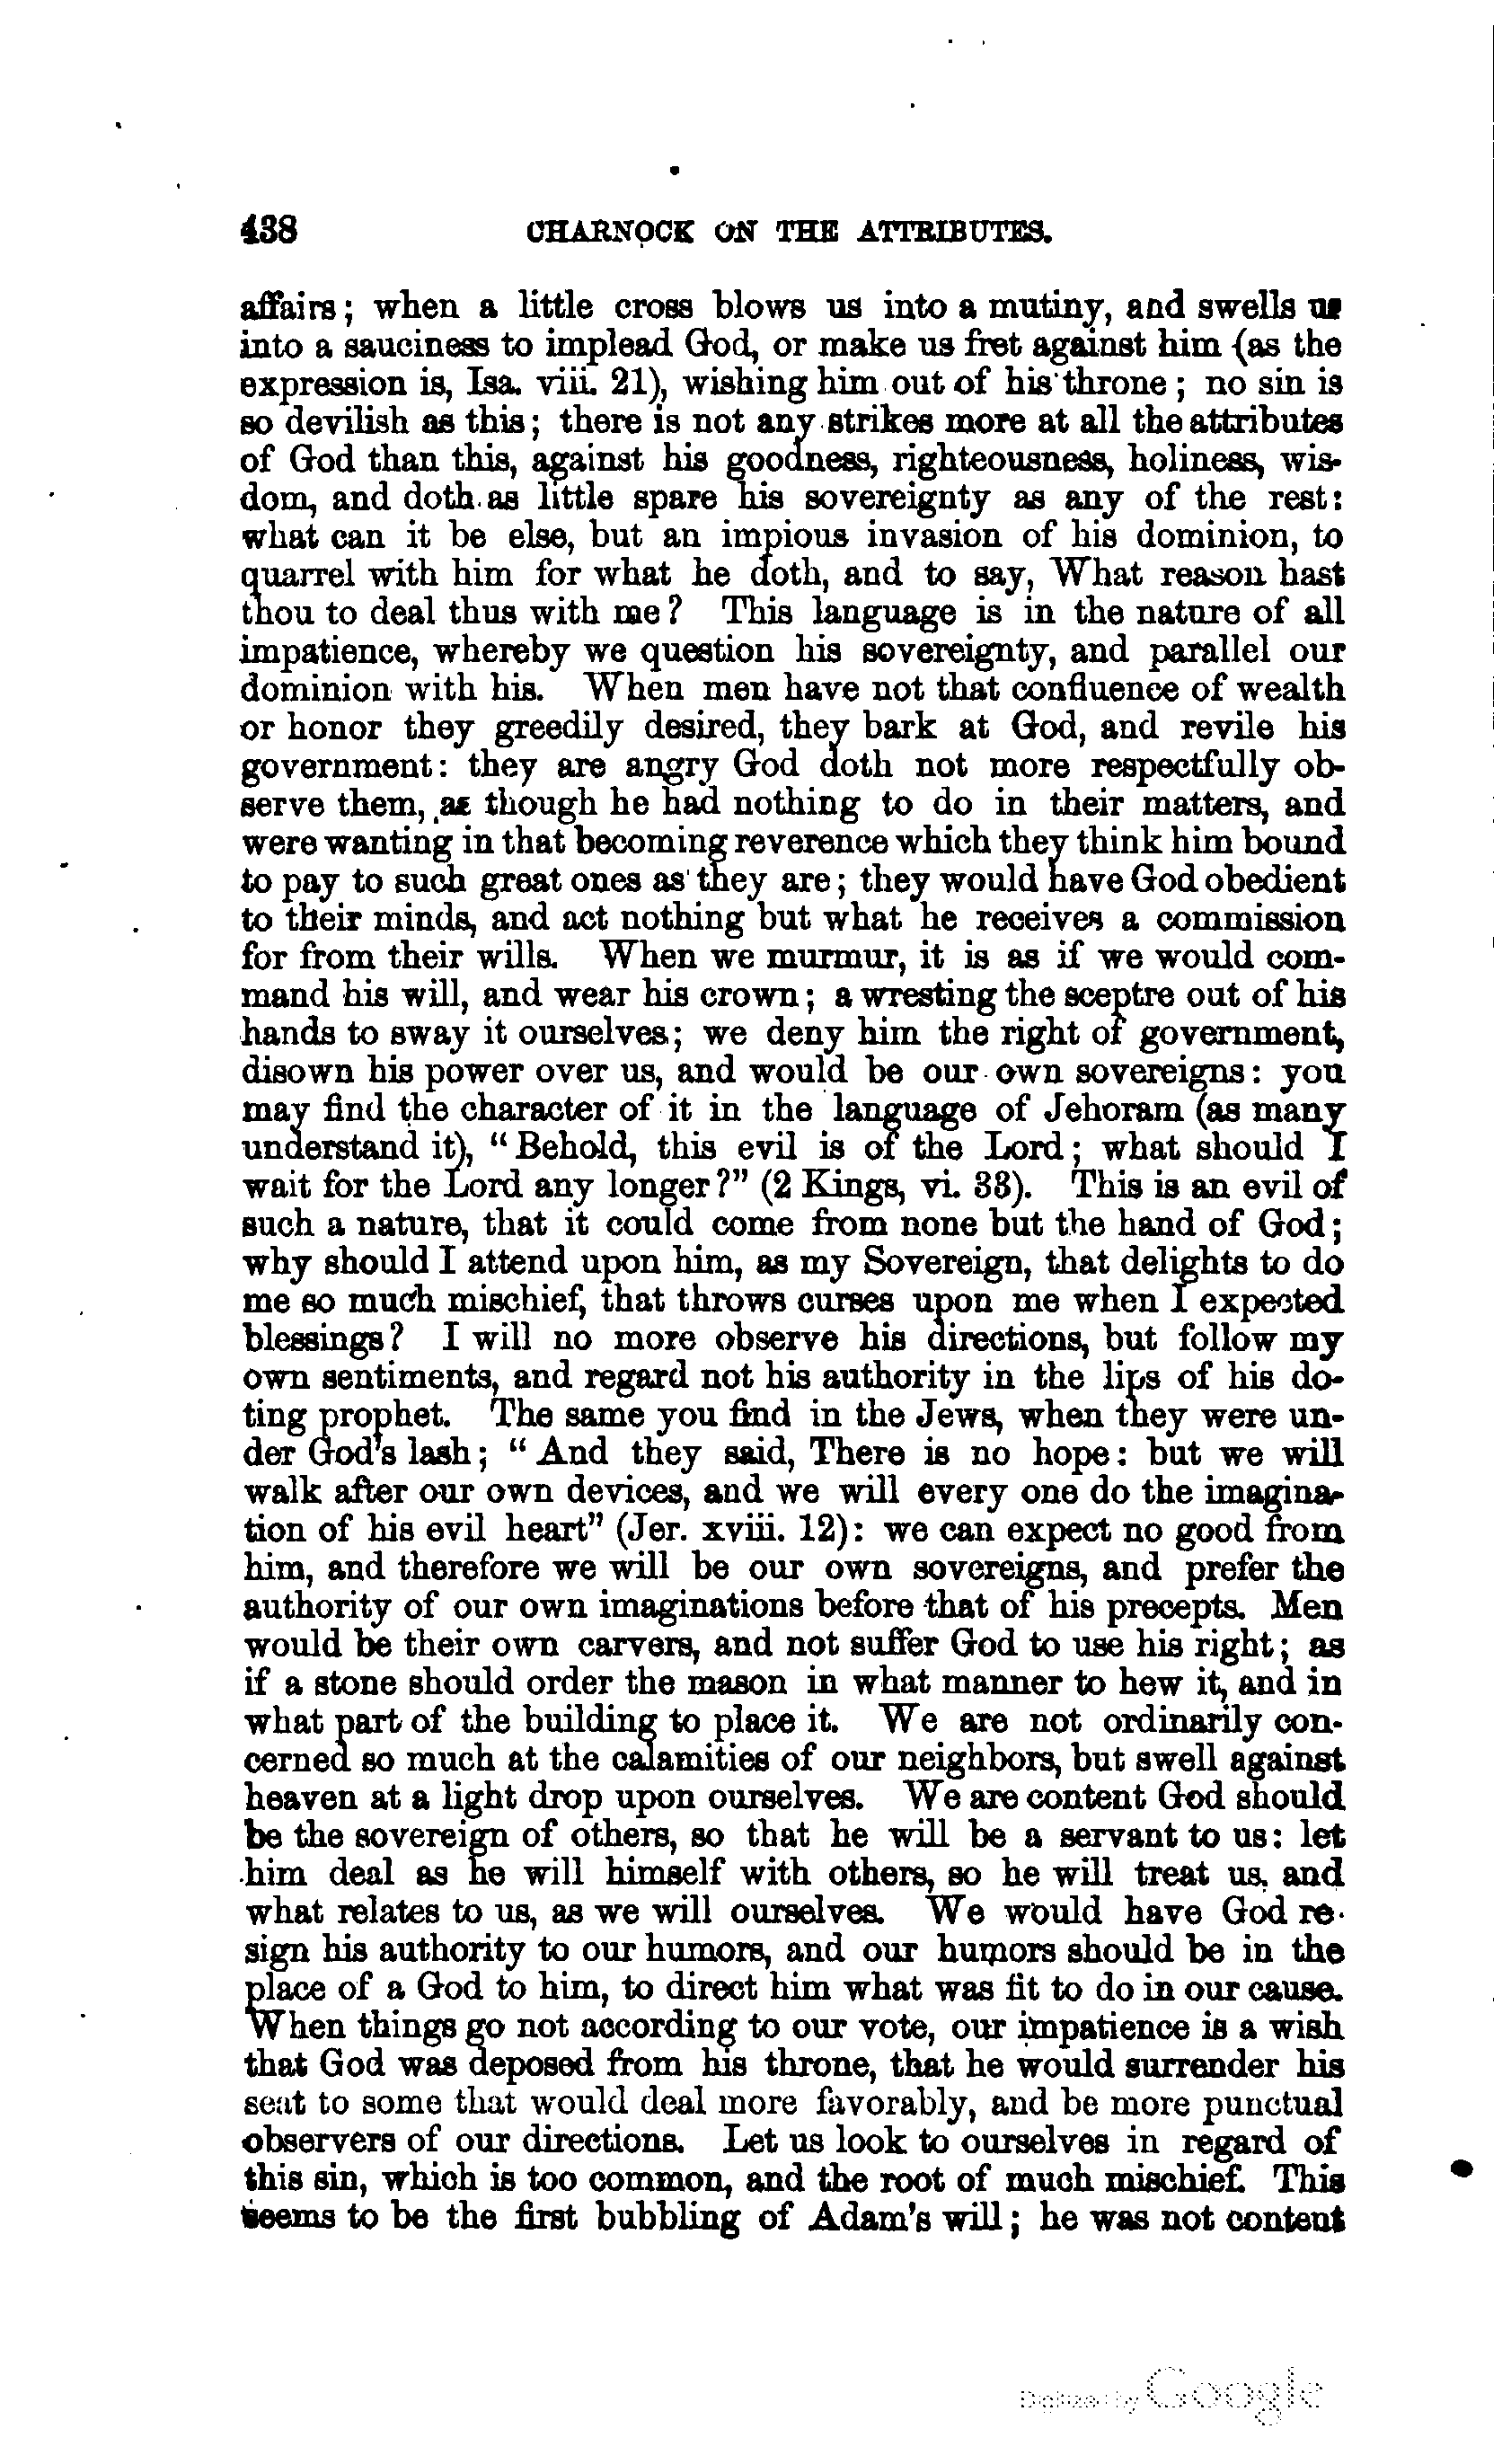 438 CHARNOCK ON THE ATTRIBUTES.
affairs; when a little cross blows us into a mutiny, and swells us
into a sauciness to implead God, or make us fret against him (as the
expression is, Isa. viii. 21), wishing him out of his throne; no sin is
so devilish as this; there is not any strikes more at all the attributes
of God than this, against his goodness, righteousness, holiness, wis-
dom, and doth as little spare his sovereignty as any of the rest:
what can it be else, but an impious invasion of his dominion, to
quarrel with him for what he doth, and to say, What reason hast
thou to deal thus with me? This language is in the nature of all
impatience, whereby we question his sovereignty, and parallel our
dominion with his. When men have not that confluence of wealth
or honor they greedily desired, they bark at God, and revile his
government: they are angry God doth not more respectfully ob-
serve them, as though he had nothing to do in their matters, and
were wanting in that becoming reverence which they think him bound
to pay to such great ones as they are; they would have God obedient
to their minds, and act nothing but what he receives a commission
for from their wills. When we murmur, it is as if we would com-
mand his will, and wear his crown; a wresting the sceptre out of his
hands to sway it ourselves; we deny him the right of government,
disown his power over us, and would be our own sovereigns: you
may find the character of it in the language of Jehoram (as many
understand it), "Behold, this evil is of the Lord; what should I
wait for the Lord any longer?" (2 Kings, vi. 33). This is an evil of
such a nature, that it could come from none but the hand of God;
why should I attend upon him, as my Sovereign, that delights to do
me so much mischief, that throws curses upon me when I expected
blessings? I will no more observe his directions, but follow my
own sentiments, and regard not his authority in the lips of his do-
ting prophet. The same you find in the Jews, when they were un-
der God's lash; "And they said, There is no hope: but we will
walk after our own devices, and we will every one do the imagina-
tion of his evil heart" (Jer. xviii. 12): we can expect no good from
him, and therefore we will be our own sovereigns, and prefer the
authority of our own imaginations before that of his precepts. Men
would be their own carvers, and not suffer God to use his right; as
if a stone should order the mason in what manner to hew it, and in
what part of the building to place it. We are not ordinarily con-
cerned so much at the calamities of our neighbors, but swell against
heaven at a light drop upon ourselves. We are content God should
be the sovereign of others, so that he will be a servant to us: let
him deal as he will himself with others, so he will treat us, and
what relates to us, as we will ourselves. We would have God re-
sign his authority to our humors, and our humors should be in the
place of a God to him, to direct him what was fit to do in our cause.
When things go not according to our vote, our impatience is a wish
that God was deposed from his throne, that he would surrender his
seat to some that would deal more favorably, and be more punctual
observers of our directions. Let us look to ourselves in regard of
this sin, which is too common, and the root of much mischief. This
seems to be the first bubbling of Adam's will; he was not content
Digitized by Google